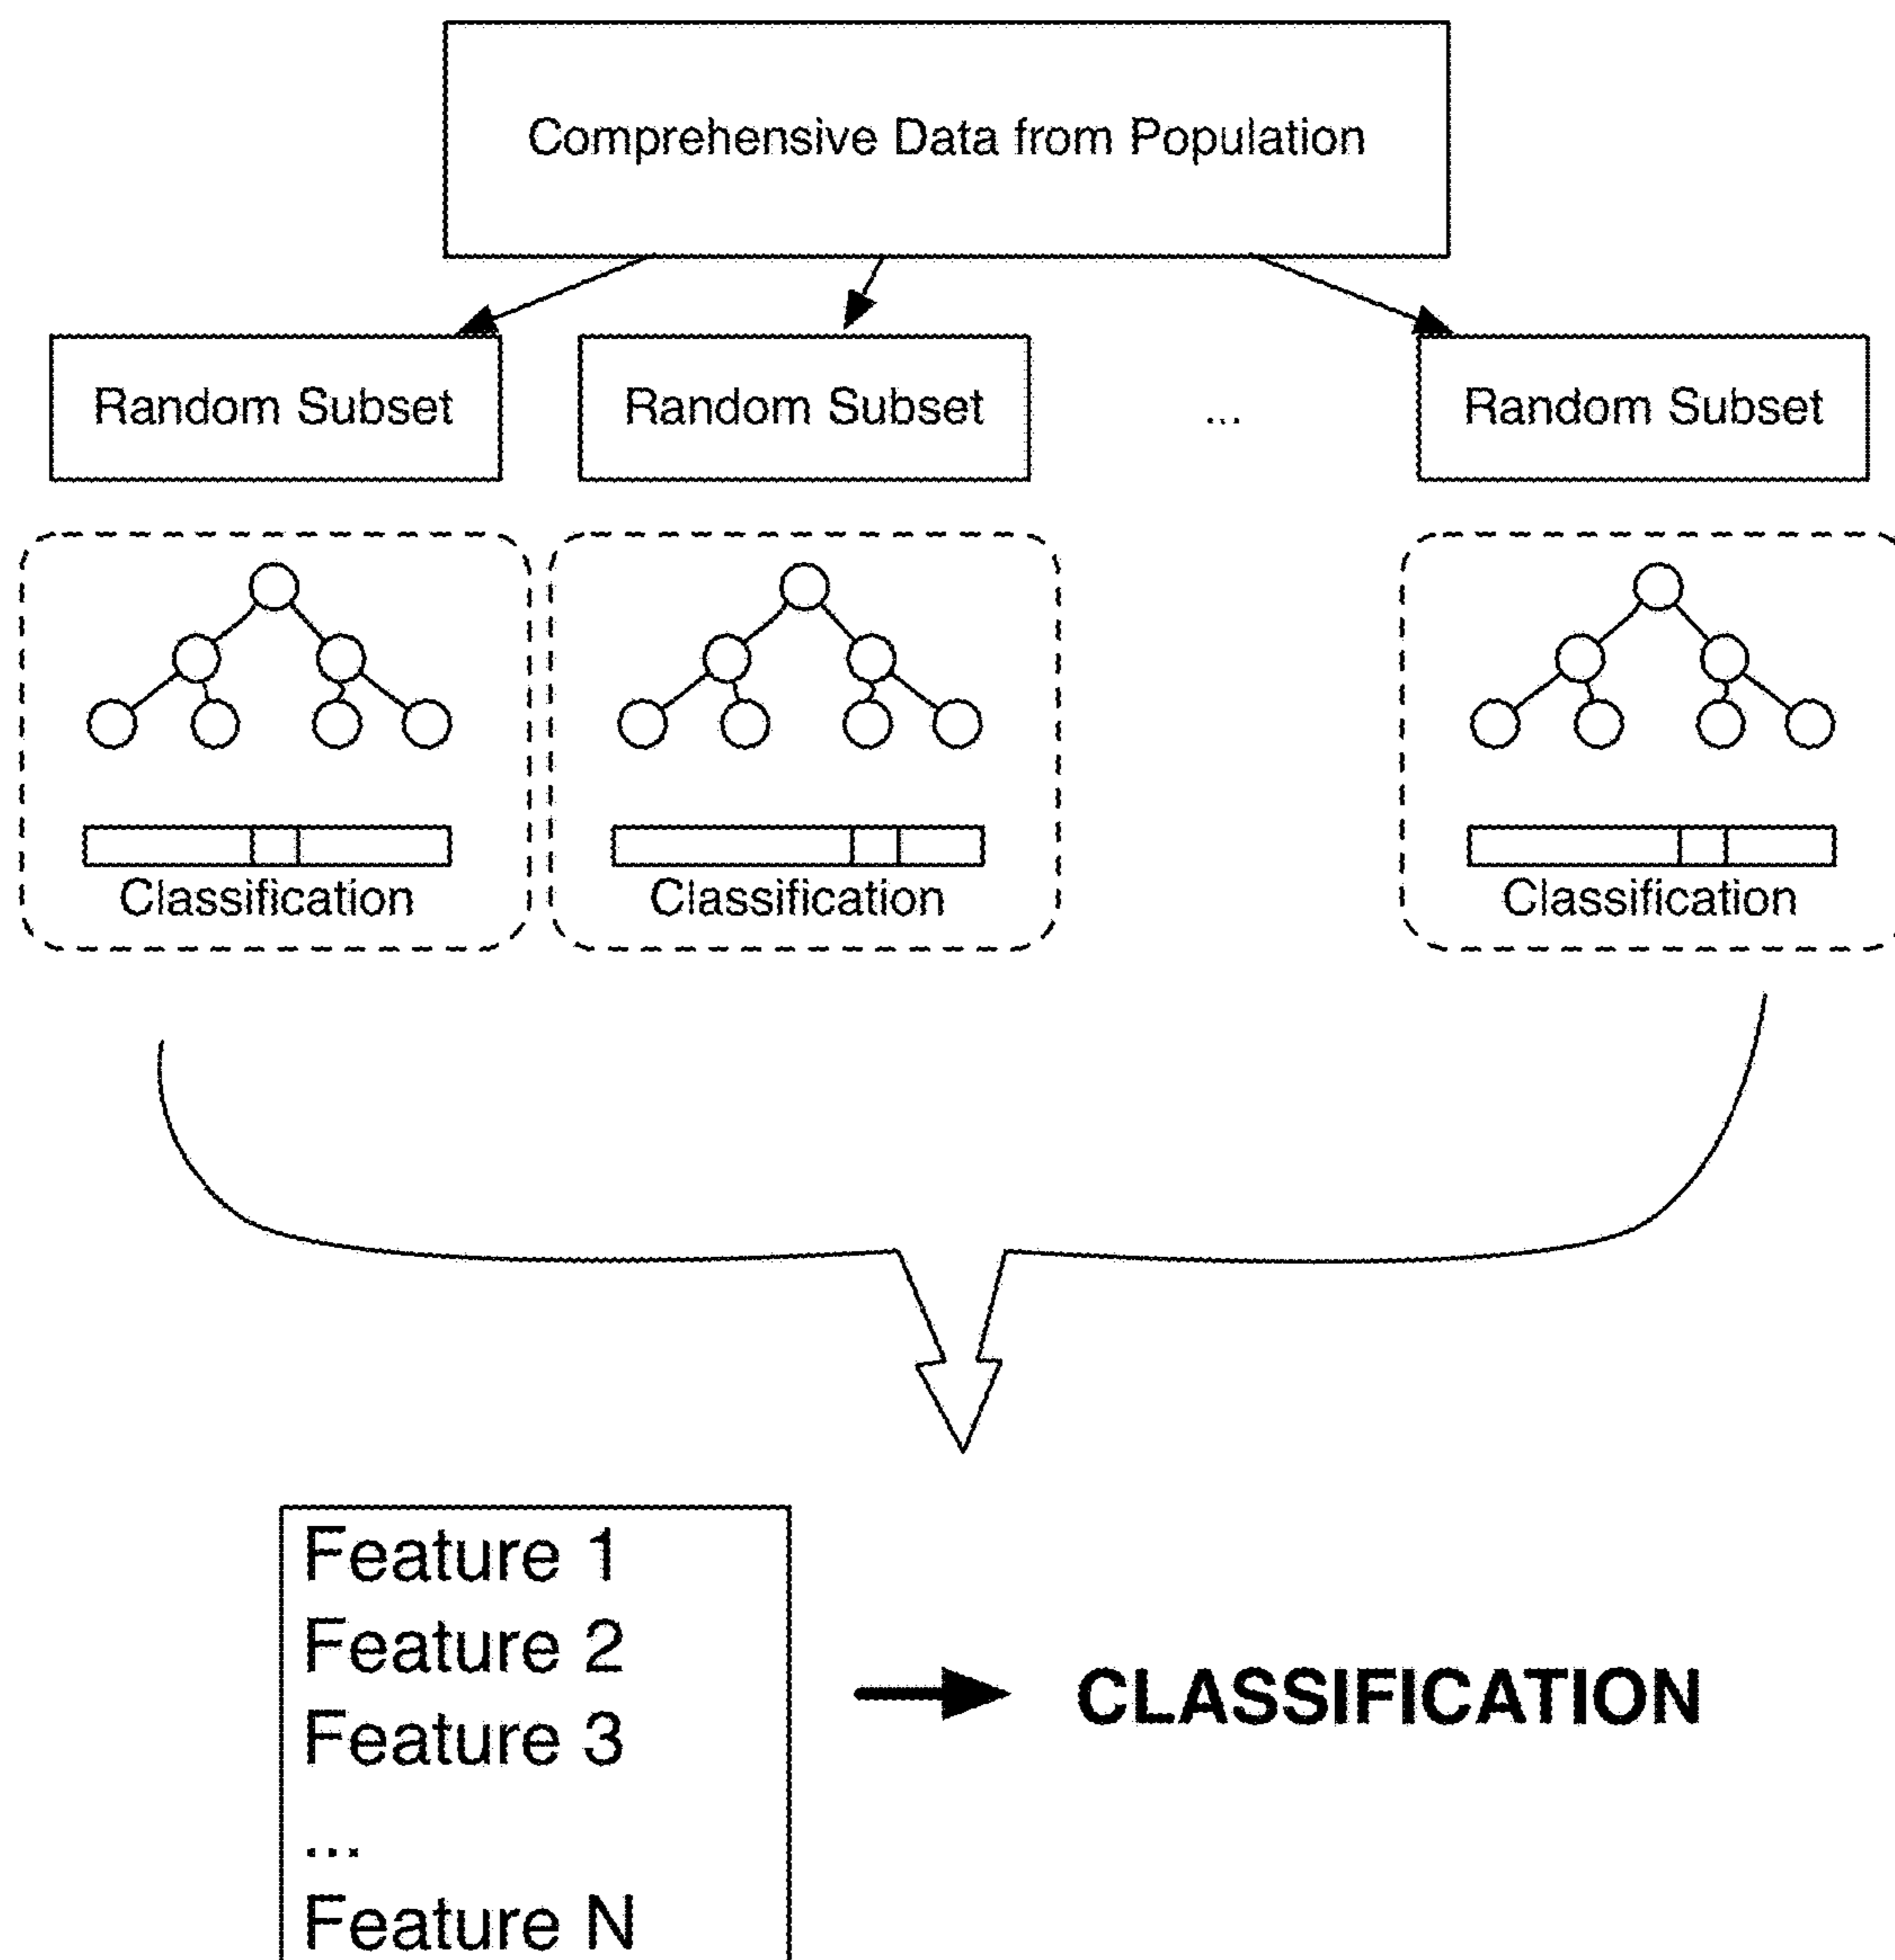 Comprehensive Data from Population
Random Subset
Random Subset
...
Random Subset
Classification
Classification
Classification
Feature 1
Feature 2
Feature 3
...
Feature N
CLASSIFICATION